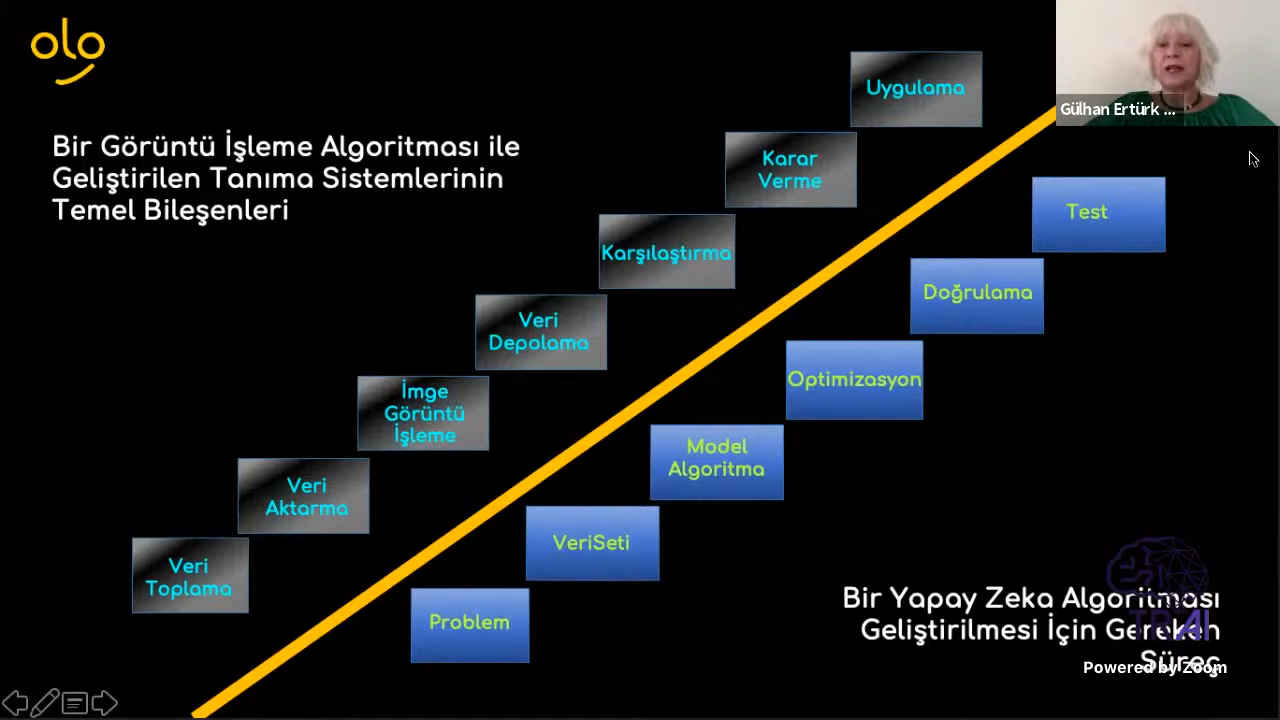 olo
Bir Görüntü İşleme Algoritması ile
Geliştirilen Tanıma Sistemlerinin
Temel Bileşenleri
Uygulama
Karar
Verme
Karşılaştırma
Veri
Depolama
İmge
Görüntü
İşleme
Veri
Aktarma
Veri
Toplama
Gülhan Ertürk ...
Test
Doğrulama
Optimizasyon
Model
Algoritma
VeriSeti
Problem
Bir Yapay Zeka Algoritması
Geliştirilmesi İçin Gereken
Süreç
TRAI
Powered by Zoom